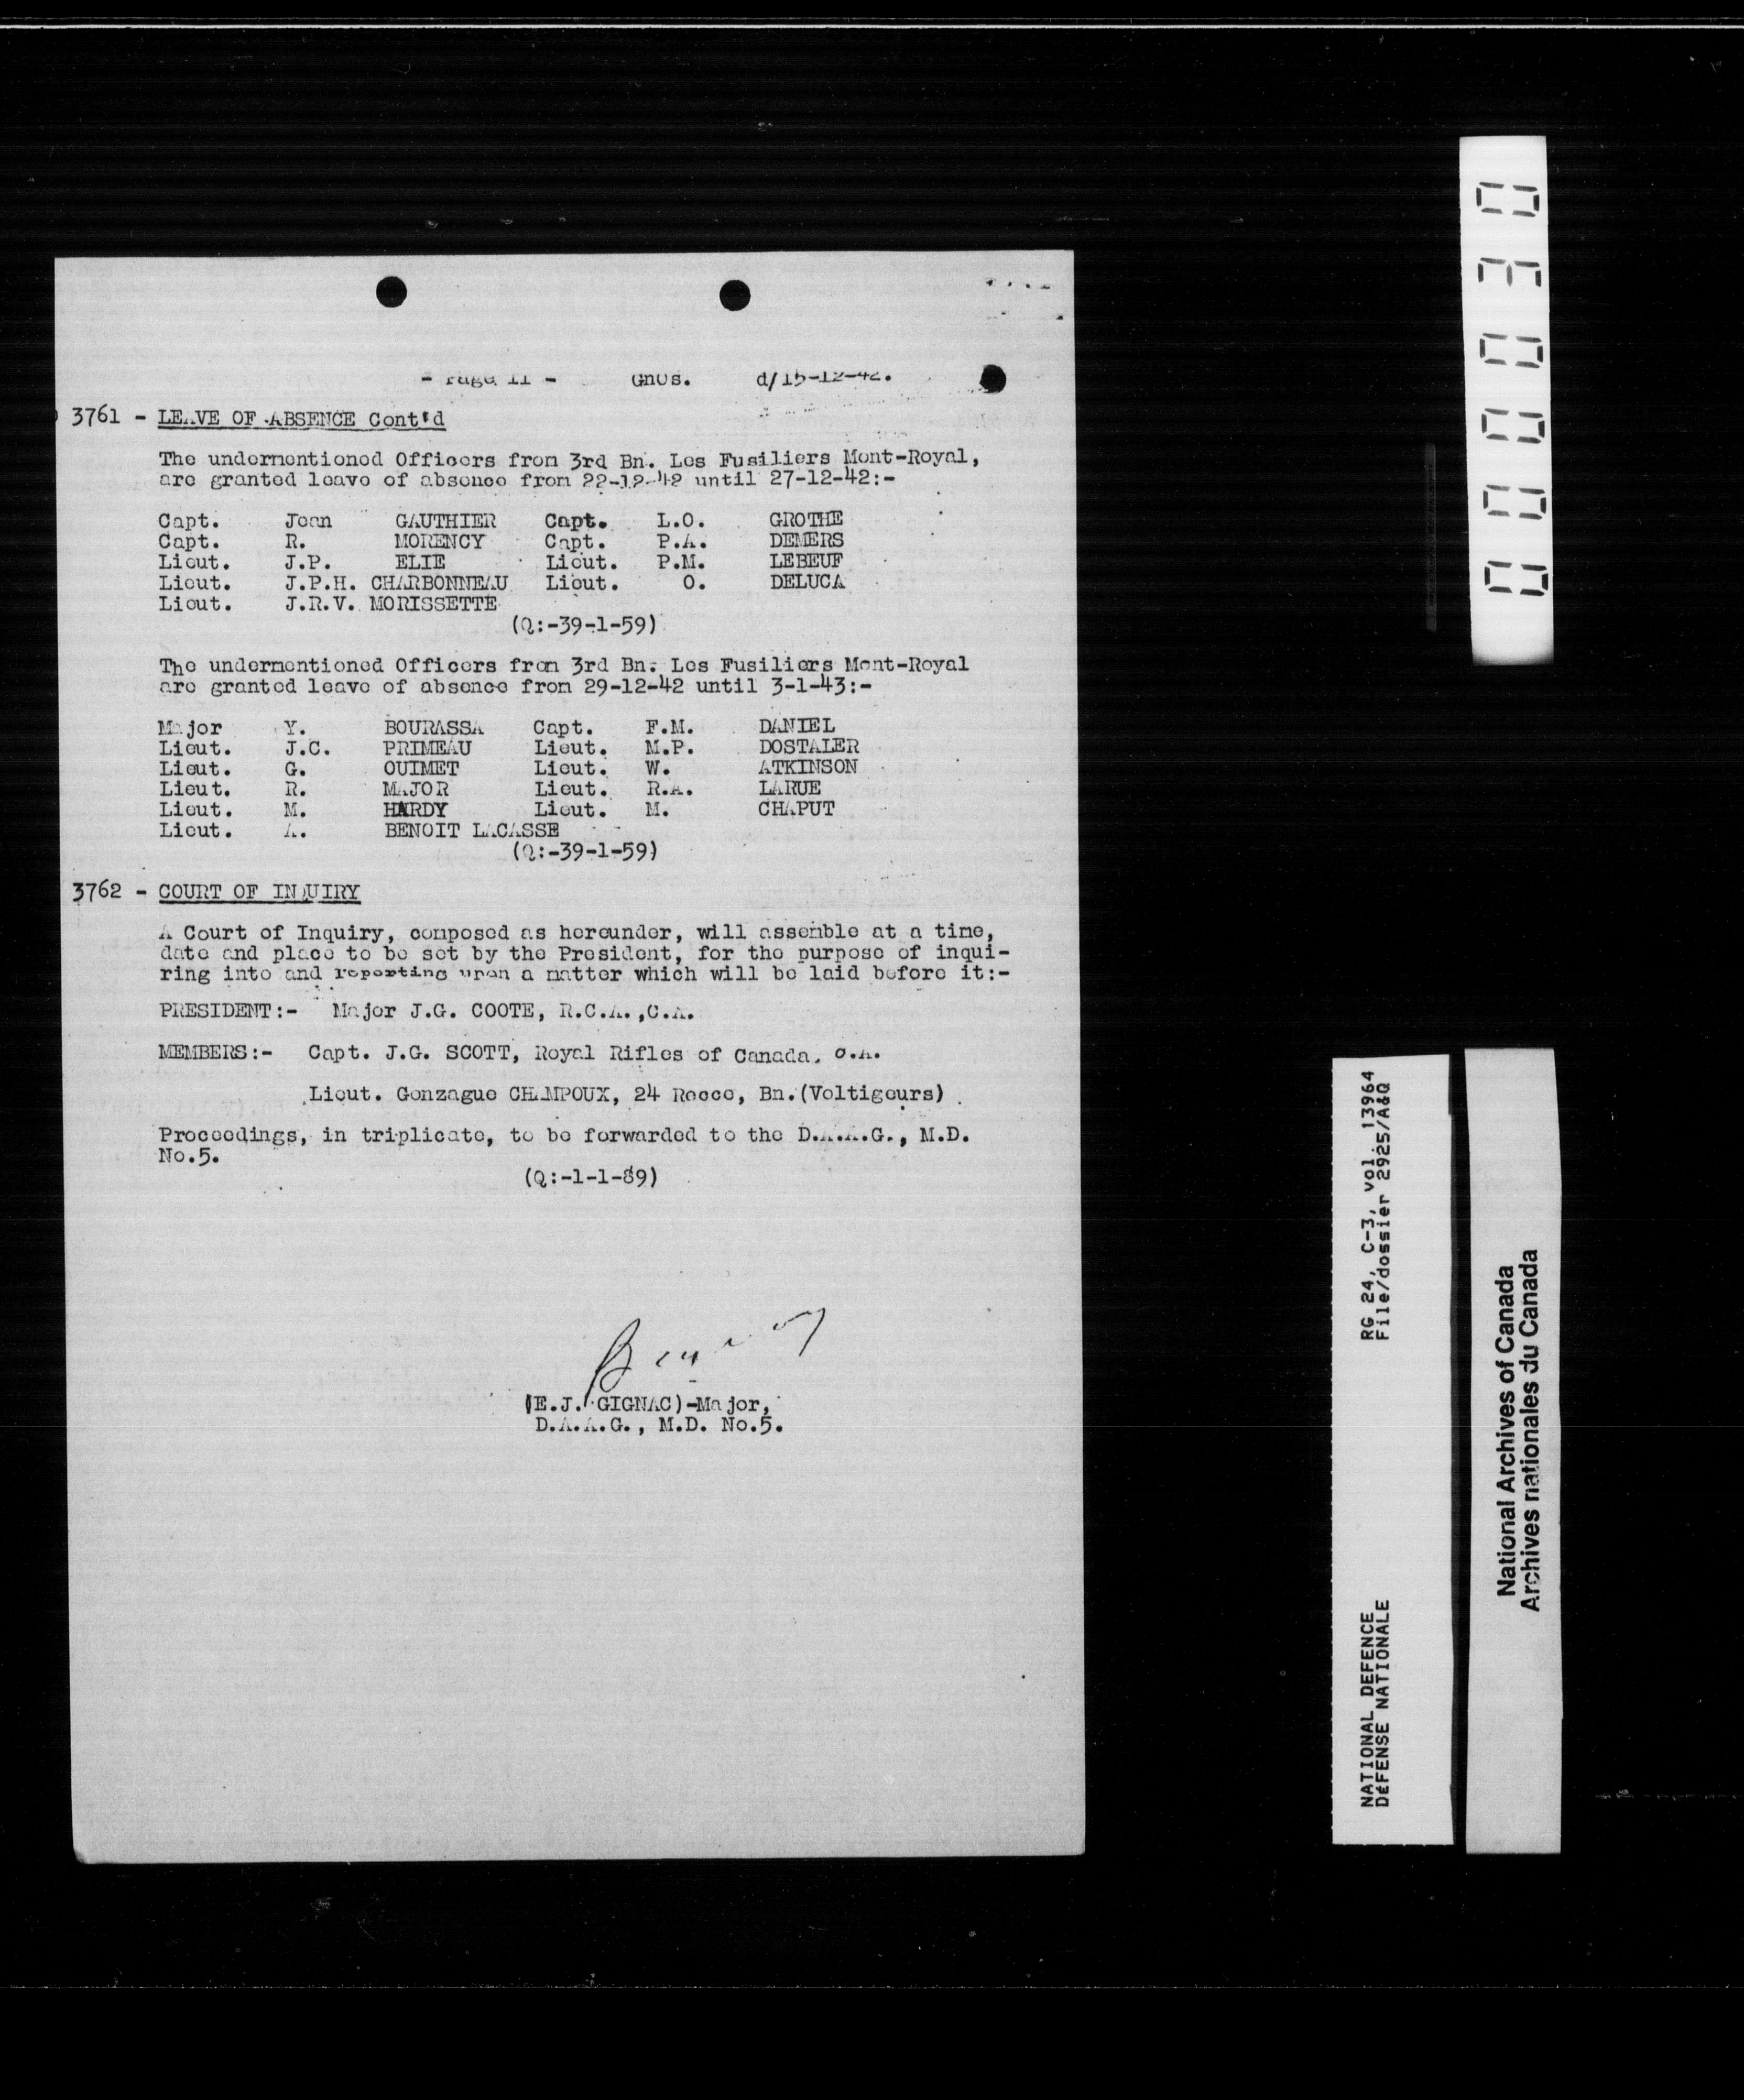 - Page 11 - GnOs. d/15-12-42.
3761 - LEAVE OF ABSENCE Cont'd
The undermentioned Officers from 3rd Bn. Les Fusiliers Mont-Royal,
are granted leave of absence from 22-12-42 until 27-12-42:-
Capt. Jean GAUTHIER Capt. L.O. GROTHE
Capt. R. MORENCY Capt. P.A. DEMERS
Lieut. J.P. ELIE Lieut. P.M. LEBEUF
Lieut. J.P.H. CHARBONNEAU Lieut. O. DELUCA
Lieut. J.R.V. MORISSETTE
(Q:-39-1-59)
The undermentioned Officers from 3rd Bn. Les Fusiliers Mont-Royal
are granted leave of absence from 29-12-42 until 3-1-43:-
Major Y. BOURASSA Capt. F.M. DANIEL
Lieut. J.C. PRIMEAU Lieut. M.P. DOSTALER
Lieut. G. OUIMET Lieut. W. ATKINSON
Lieut. R. MAJOR Lieut. R.A. LARUE
Lieut. M. HARDY Lieut. M. CHAPUT
Lieut. A. BENOIT LACASSE
(Q:-39-1-59)
3762 - COURT OF INQUIRY
A Court of Inquiry, composed as hereunder, will assemble at a time,
date and place to be set by the President, for the purpose of inqui-
ring into and reporting upon a matter which will be laid before it:-
PRESIDENT:- Major J.G. COOTE, R.C.A.,C.A.
MEMBERS:- Capt. J.G. SCOTT, Royal Rifles of Canada, C.A.
Lieut. Gonzague CHAMPOUX, 24 Recce, Bn.(Voltigeurs)
Proceedings, in triplicate, to be forwarded to the D.A.A.G., M.D.
No.5.
(Q:-1-1-89)
(E.J. GIGNAC)-Major,
D.A.A.G., M.D. No.5.
000030
NATIONAL DEFENCE RG 24, C-3, vol. 13964
DéFENSE NATIONALE File/dossier 2925/A&Q
National Archives of Canada
Archives nationales du Canada